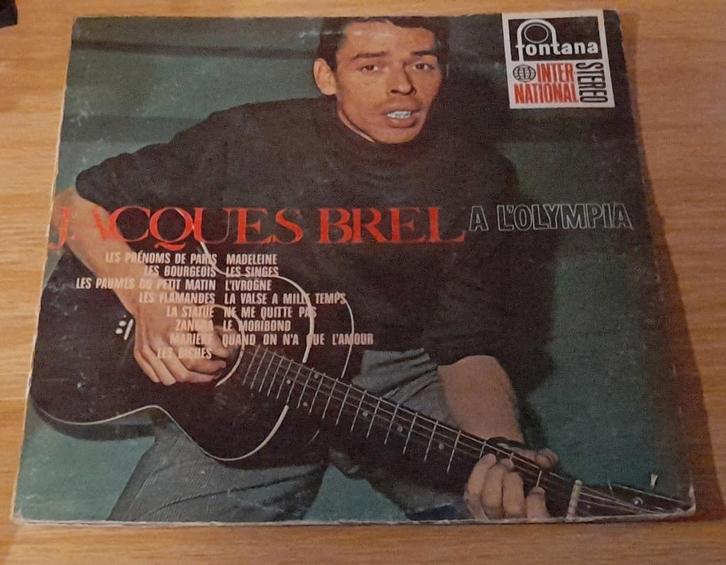 fontana
INTER
NATIONAL
STEREO
JACQUES BREL A L'OLYMPIA
LES PRÉNOMS DE PARIS MADELEINE
LES BOURGEOIS LES SINGES
LES PAUMÉS DU PETIT MATIN L'IVROGNE
LES FLAMANDES LA VALSE A MILLE TEMPS
LA STATUE NE ME QUITTE PAS
ZANGRA LE MORIBOND
MARIEKE QUAND ON N'A QUE L'AMOUR
LES BICHES